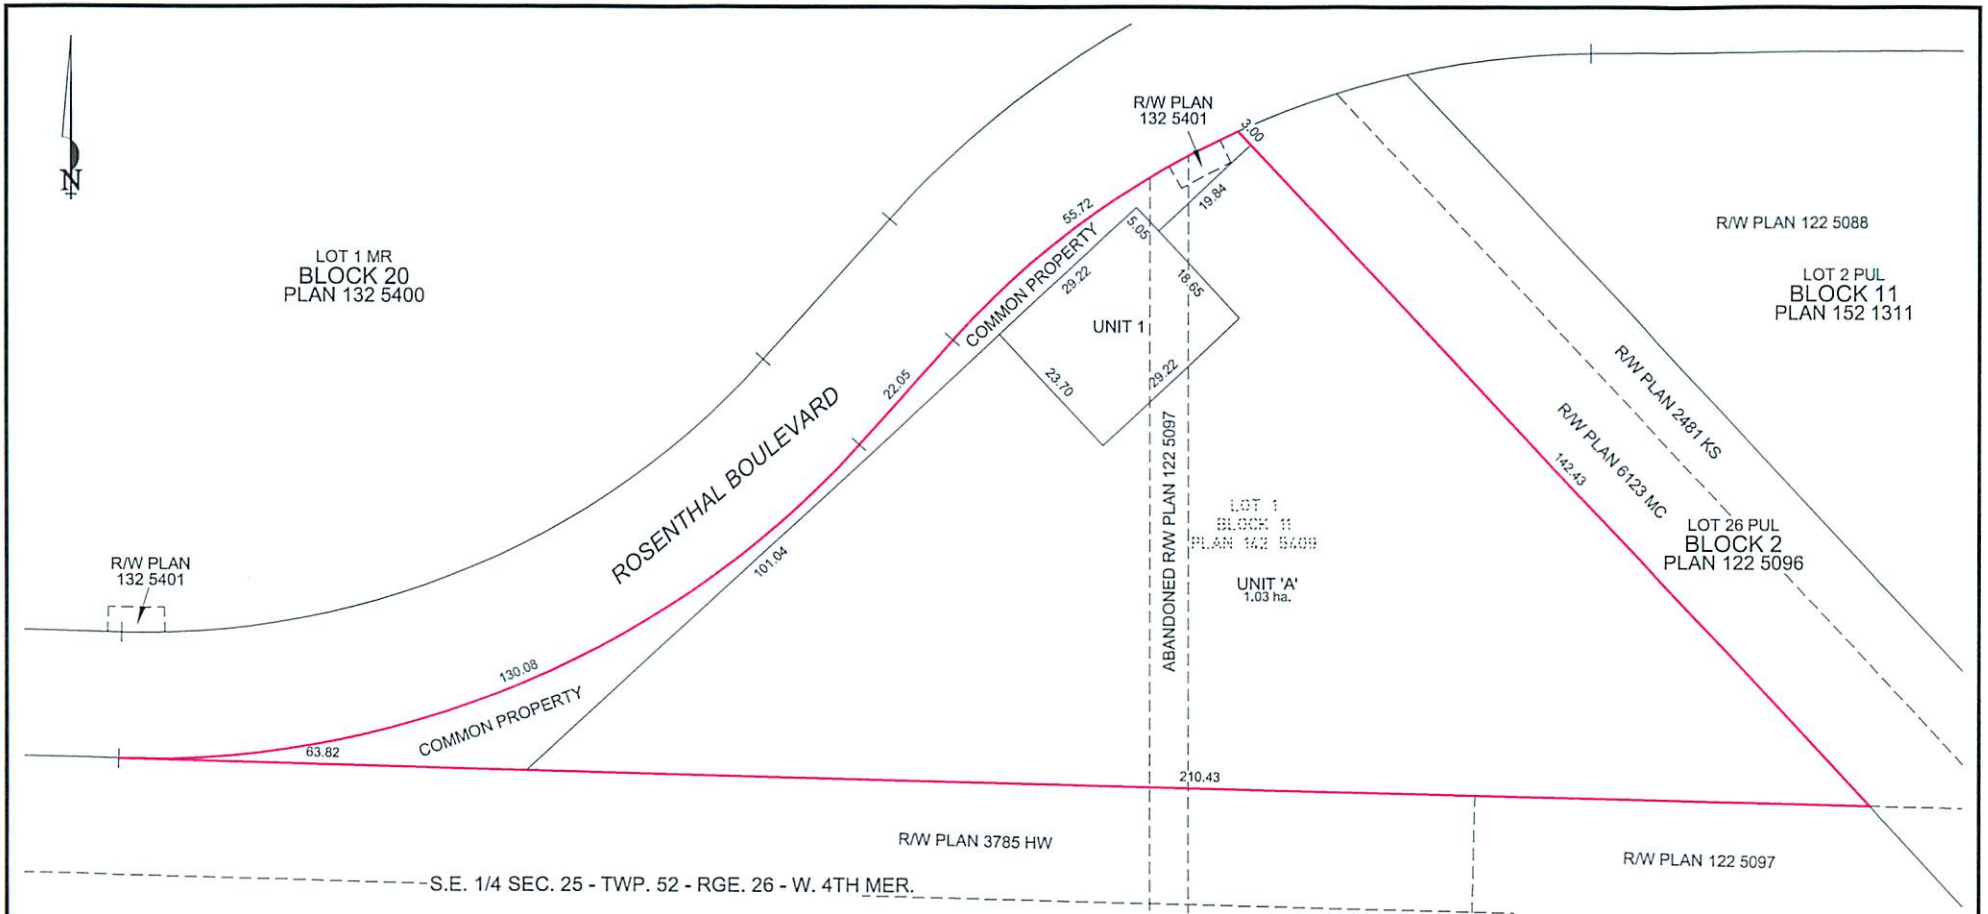 N
R/W PLAN
132 5401
3.00
LOT 1 MR
BLOCK 20
PLAN 132 5400
55.72
19.84
5.05
COMMON PROPERTY
29.22
18.65
UNIT 1
23.70
29.22
22.05
R/W PLAN 122 5088
LOT 2 PUL
BLOCK 11
PLAN 152 1311
R/W PLAN 2481 KS
R/W PLAN 6123 MC
142.43
ROSENTHAL BOULEVARD
101.04
ABANDONED R/W PLAN 122 5097
LOT 1
BLOCK 11
PLAN 142 5409
UNIT 'A'
1.03 ha.
LOT 26 PUL
BLOCK 2
PLAN 122 5096
R/W PLAN
132 5401
130.08
COMMON PROPERTY
63.82
210.43
R/W PLAN 3785 HW
R/W PLAN 122 5097
S.E. 1/4 SEC. 25 - TWP. 52 - RGE. 26 - W. 4TH MER.